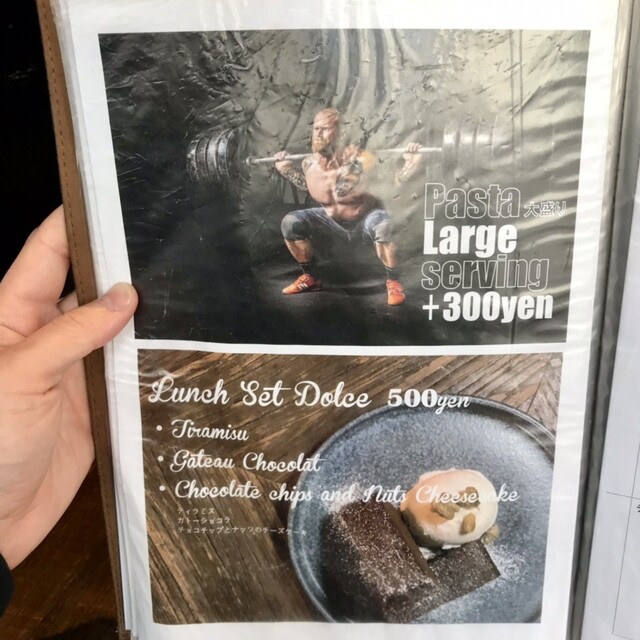 Pasta 大盛り
Large
serving
+300yen
Lunch Set Dolce 500yen
• Tiramisu
• Gâteau Chocolat
• Chocolate chips and Nuts Cheesecake
ティラミス
ガトーショコラ
チョコチップとナッツのチーズケーキ